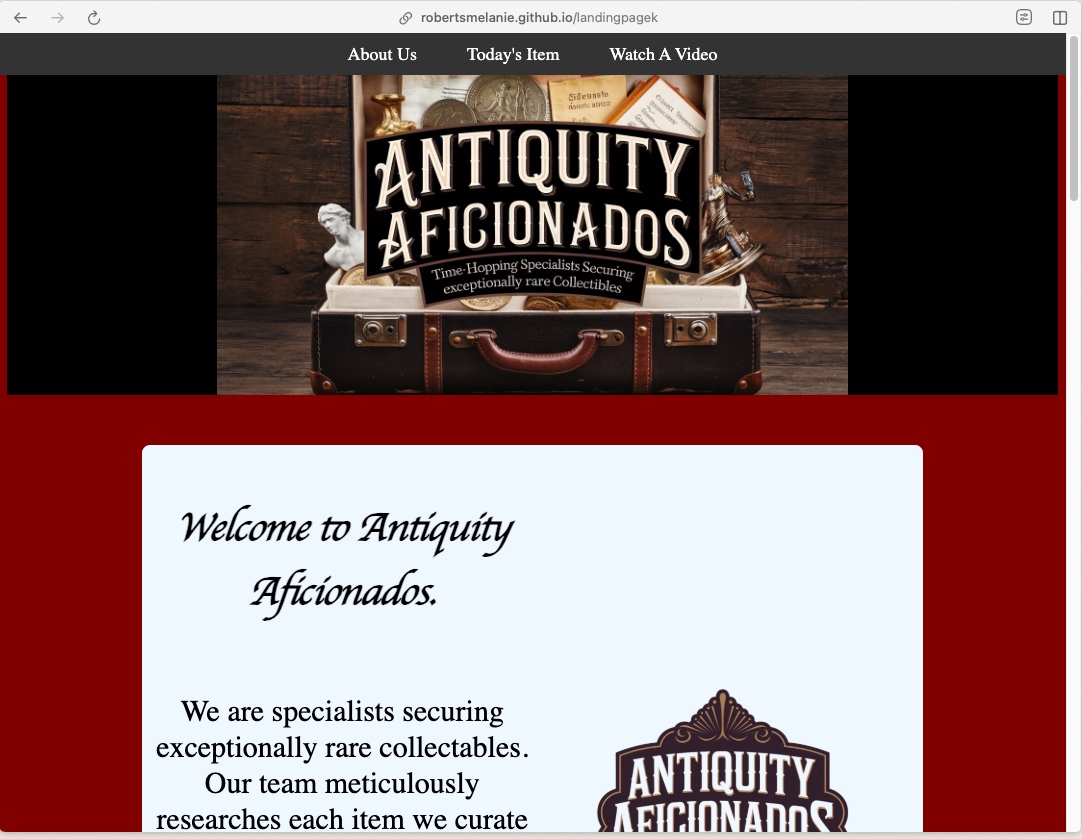 robertsmelanie.github.io/landingpagek
About Us Today's Item Watch A Video
ANTIQUITY
AFICIONADOS
Time-Hopping Specialists Securing
exceptionally rare Collectibles
Welcome to Antiquity
Aficionados.
We are specialists securing
exceptionally rare collectables.
Our team meticulously
researches each item we curate
ANTIQUITY
AFICIONADOS